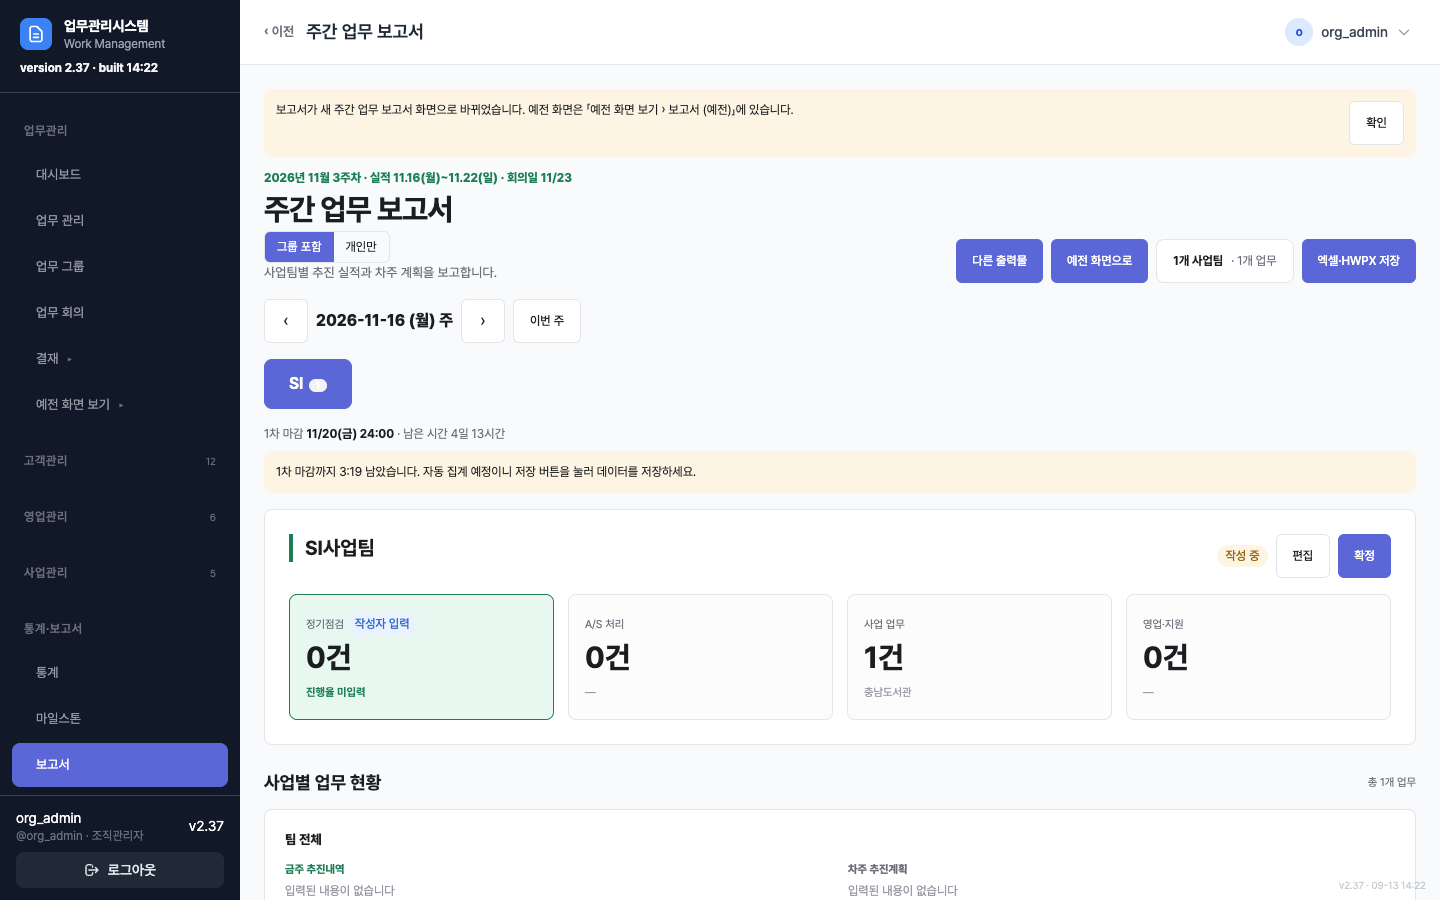 업무관리시스템
Work Management
version 2.37 · built 14:22
업무관리
대시보드
업무 관리
업무 그룹
업무 회의
결재 ▸
예전 화면 보기 ▸
고객관리 12
영업관리 6
사업관리 5
통계·보고서
통계
마일스톤
보고서
org_admin
@org_admin · 조직관리자
v2.37
로그아웃
‹ 이전 주간 업무 보고서
o org_admin
보고서가 새 주간 업무 보고서 화면으로 바뀌었습니다. 예전 화면은 「예전 화면 보기 › 보고서 (예전)」에 있습니다.
확인
2026년 11월 3주차 · 실적 11.16(월)~11.22(일) · 회의일 11/23
주간 업무 보고서
그룹 포함 개인만
사업팀별 추진 실적과 차주 계획을 보고합니다.
다른 출력물 예전 화면으로 1개 사업팀 · 1개 업무 엑셀·HWPX 저장
‹ 2026-11-16 (월) 주 › 이번 주
SI
1차 마감 11/20(금) 24:00 · 남은 시간 4일 13시간
1차 마감까지 3:19 남았습니다. 자동 집계 예정이니 저장 버튼을 눌러 데이터를 저장하세요.
SI사업팀
작성 중 편집 확정
정기점검 작성자 입력
0건
진행율 미입력
A/S 처리
0건
—
사업 업무
1건
충남도서관
영업·지원
0건
—
사업별 업무 현황
총 1개 업무
팀 전체
금주 추진내역
입력된 내용이 없습니다
차주 추진계획
입력된 내용이 없습니다
v2.37 · 09-13 14:22